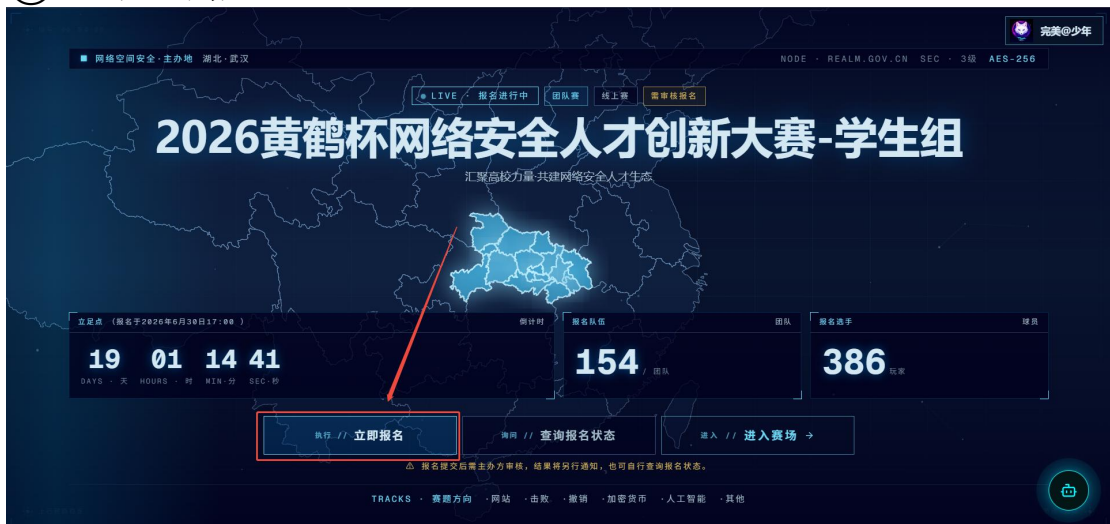 完美@少年
■ 网络空间安全·主办地 湖北·武汉 NODE · REALM.GOV.CN SEC · 3级 AES-256
LIVE · 报名进行中 团队赛 线上赛 需审核报名
2026黄鹤杯网络安全人才创新大赛-学生组
汇聚高校力量·共建网络安全人才生态
立足点 (报名于2026年6月30日17:00 ) 倒计时 报名队伍 团队 报名选手 球员
19 01 14 41 154 / 团队 386 玩家
DAYS · 天 HOURS · 时 MIN·分 SEC·秒
执行 // 立即报名 询问 // 查询报名状态 进入 // 进入赛场 →
⚠ 报名提交后需主办方审核,结果将另行通知,也可自行查询报名状态。
TRACKS · 赛题方向 ·网站 ·击败 ·撤销 ·加密货币 ·人工智能 ·其他